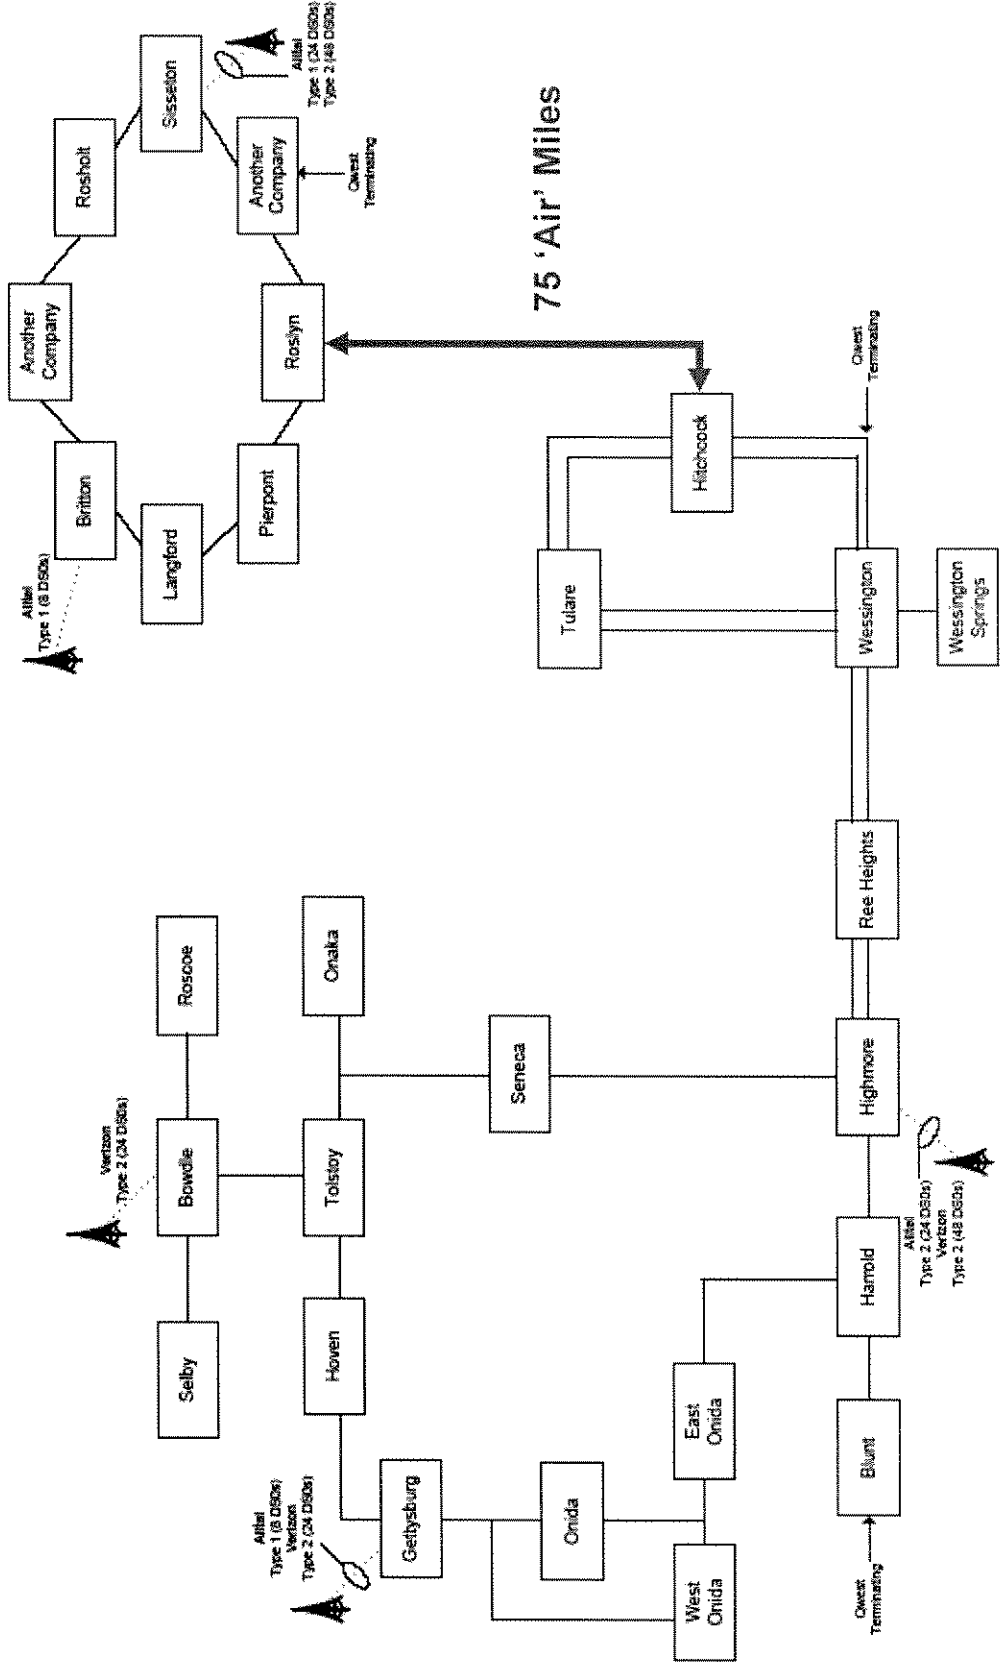 Alltel
Type 1 (8 DS0s)
Another
Company
Britton
Rosholt
Verizon
Type 2 (24 DS0s)
Selby
Bowdle
Roscoe
Langford
Sisseton
Alltel
Type 1 (24 DS0s)
Type 2 (48 DS0s)
Pierpont
Another
Company
Roslyn
Qwest
Terminating
Alltel
Type 1 (8 DS0s)
Verizon
Type 2 (24 DS0s)
Hoven
Tolstoy
Onaka
Gettysburg
Seneca
75 'Air' Miles
Onida
Tulare
West
Onida
East
Onida
Hitchcock
Qwest
Terminating
Blunt
Harrold
Highmore
Ree Heights
Wessington
Qwest
Terminating
Alltel
Type 2 (24 DS0s)
Verizon
Type 2 (48 DS0s)
Wessington
Springs